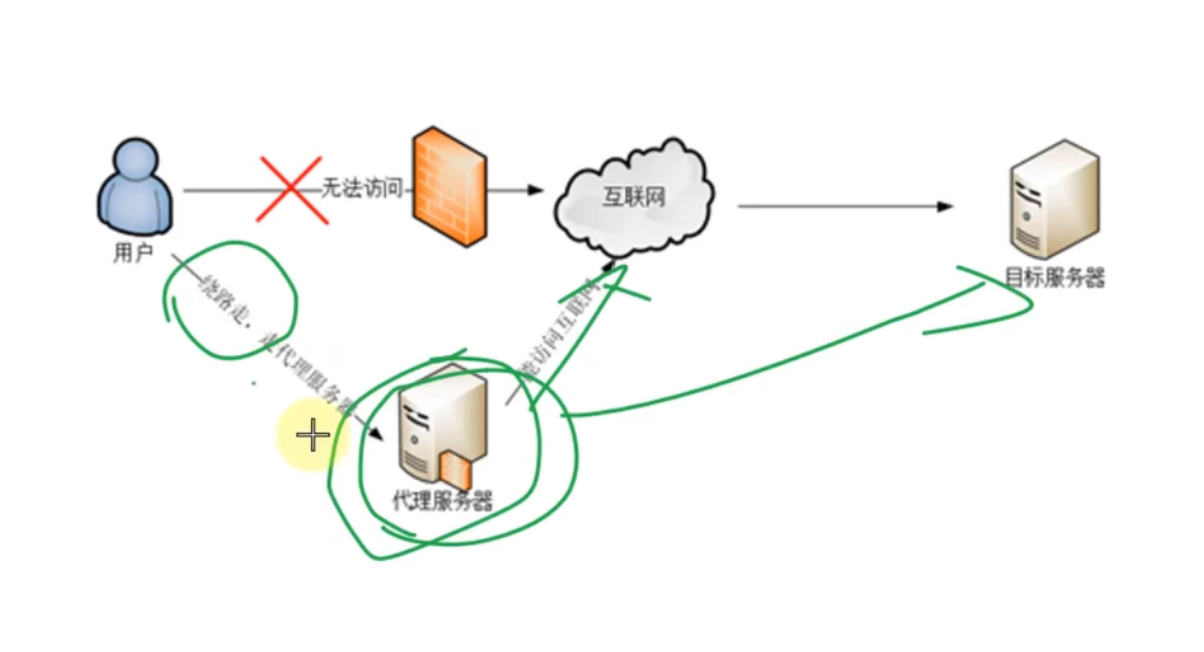 无法访问
互联网
用户
目标服务器
绕路走，走代理服务器
能访问互联网
代理服务器